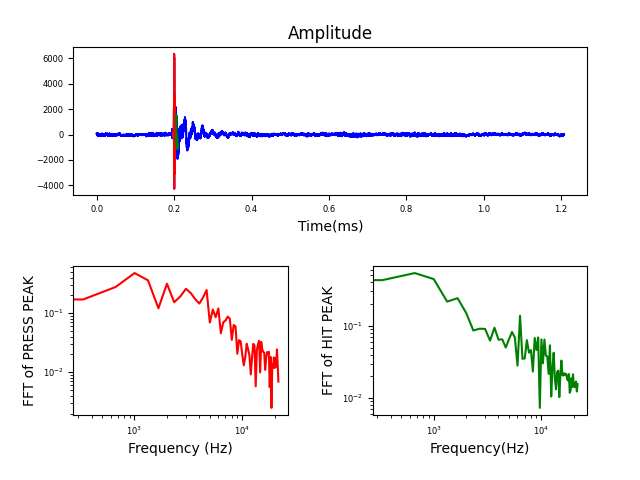 Amplitude
6000
4000
2000
0
−2000
−4000
0.0 0.2 0.4 0.6 0.8 1.0 1.2
Time(ms)
FFT of PRESS PEAK
10⁻¹
10⁻²
10³ 10⁴
Frequency (Hz)
FFT of HIT PEAK
10⁻¹
10⁻²
10³ 10⁴
Frequency(Hz)